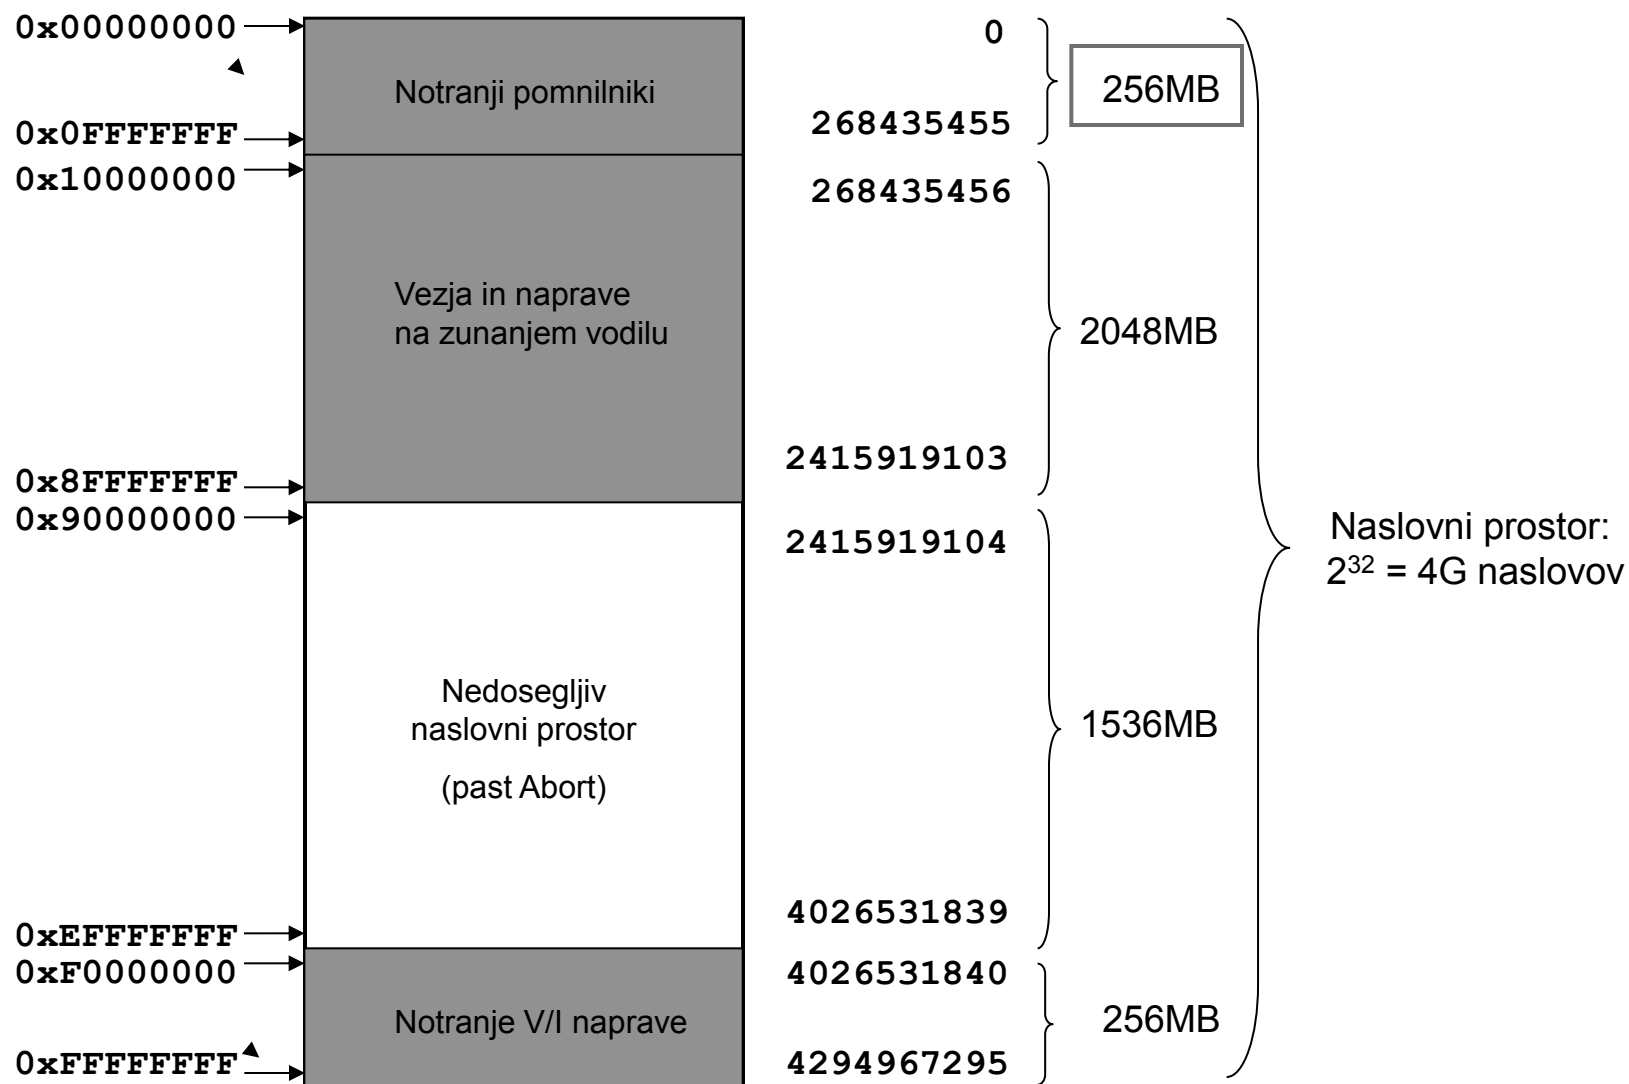 0x00000000
0
Notranji pomnilniki
256MB
0x0FFFFFFF
268435455
0x10000000
268435456
Vezja in naprave
na zunanjem vodilu
2048MB
0x8FFFFFFF
2415919103
0x90000000
2415919104
Naslovni prostor:
2³² = 4G naslovov
Nedosegljiv
naslovni prostor
(past Abort)
1536MB
0xEFFFFFFF
4026531839
0xF0000000
4026531840
Notranje V/I naprave
256MB
0xFFFFFFFF
4294967295